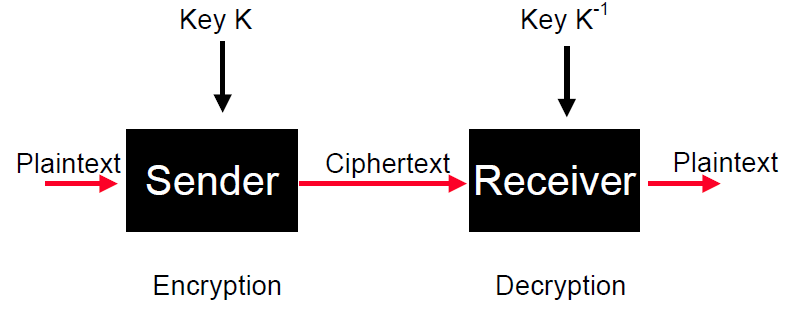 Key K
Key K⁻¹
Plaintext
Sender
Ciphertext
Receiver
Plaintext
Encryption
Decryption